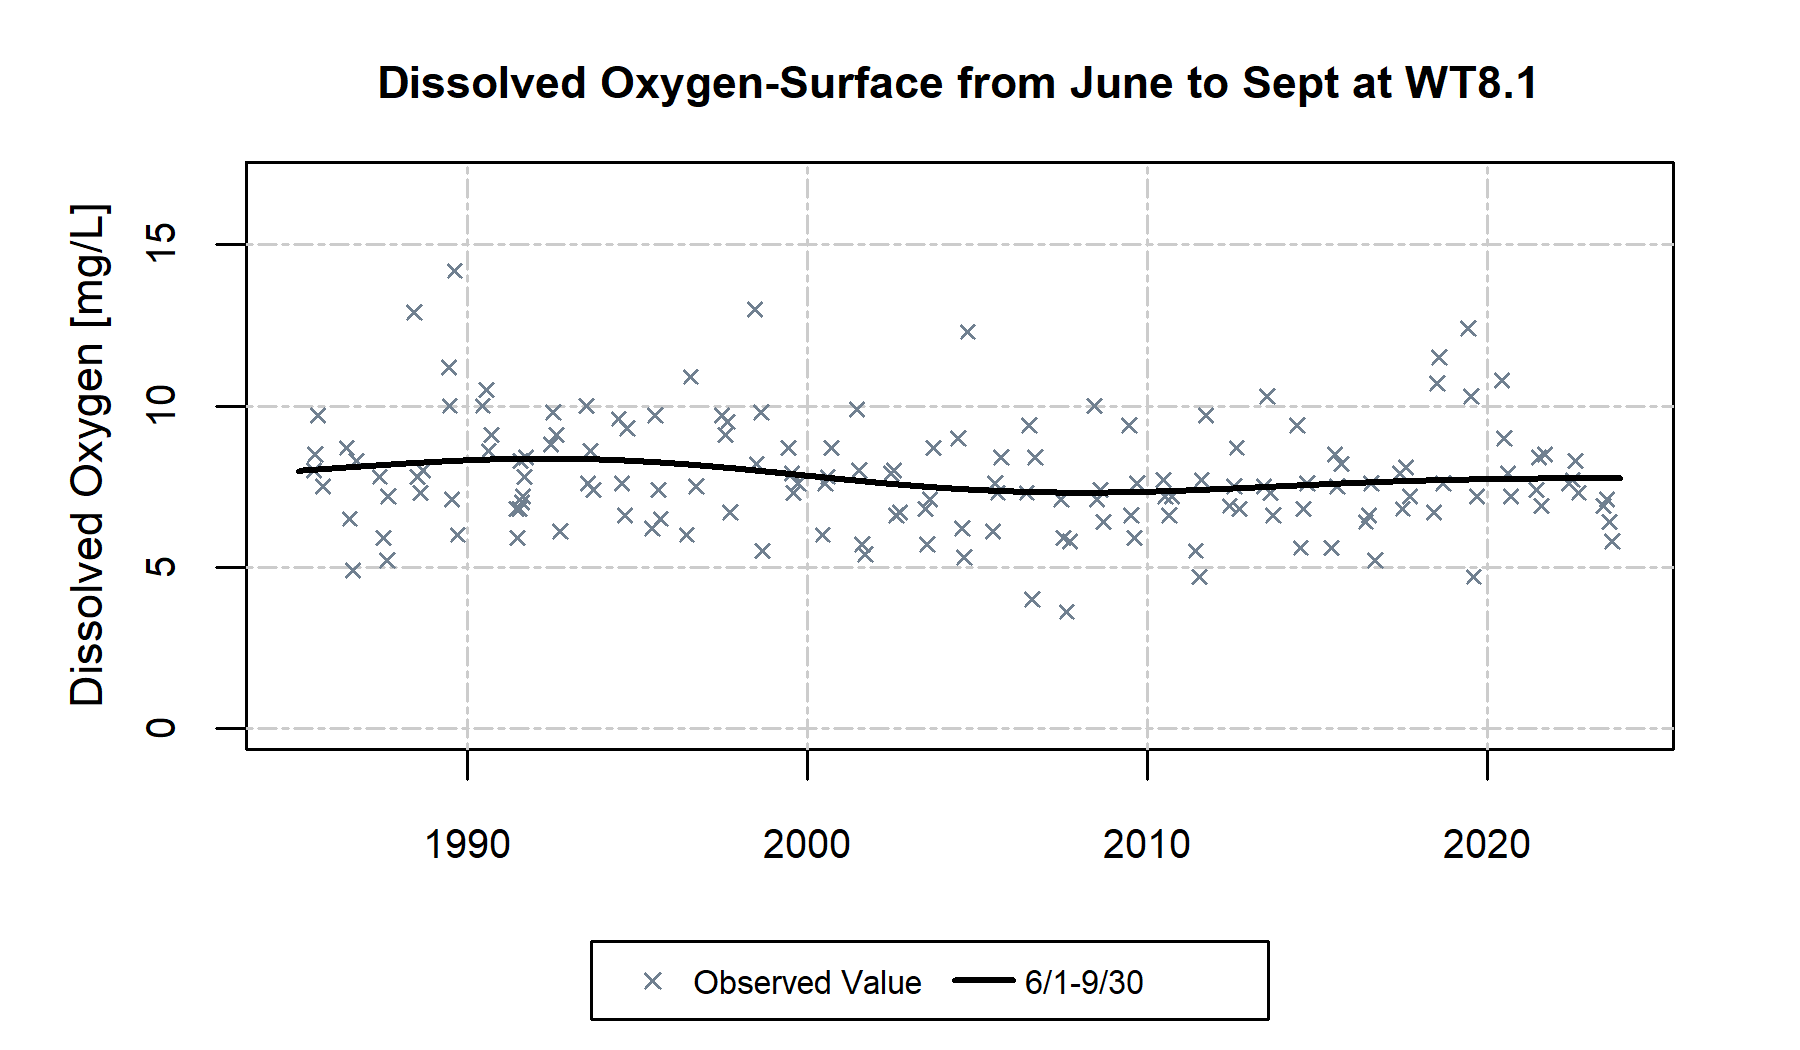 Dissolved Oxygen-Surface from June to Sept at WT8.1
Dissolved Oxygen [mg/L]
15
10
5
0
1990 2000 2010 2020
Observed Value 6/1-9/30